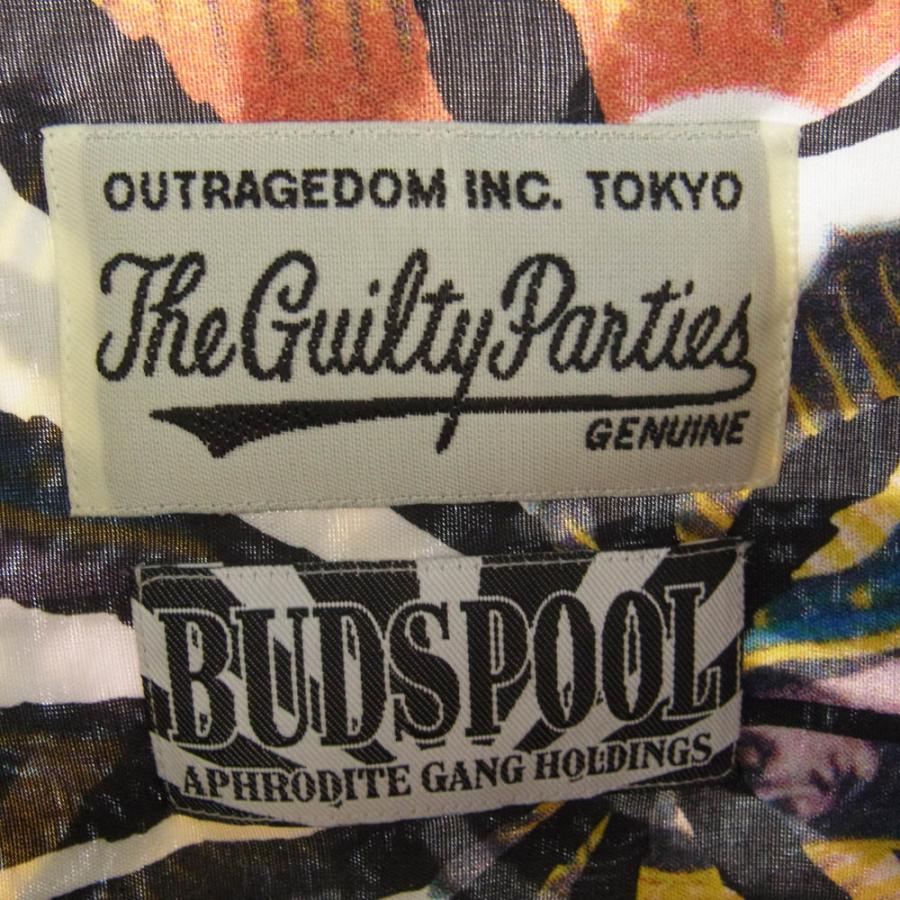 OUTRAGEDOM INC. TOKYO
The Guilty Parties
GENUINE
BUDSPOOL
APHRODITE GANG HOLDINGS